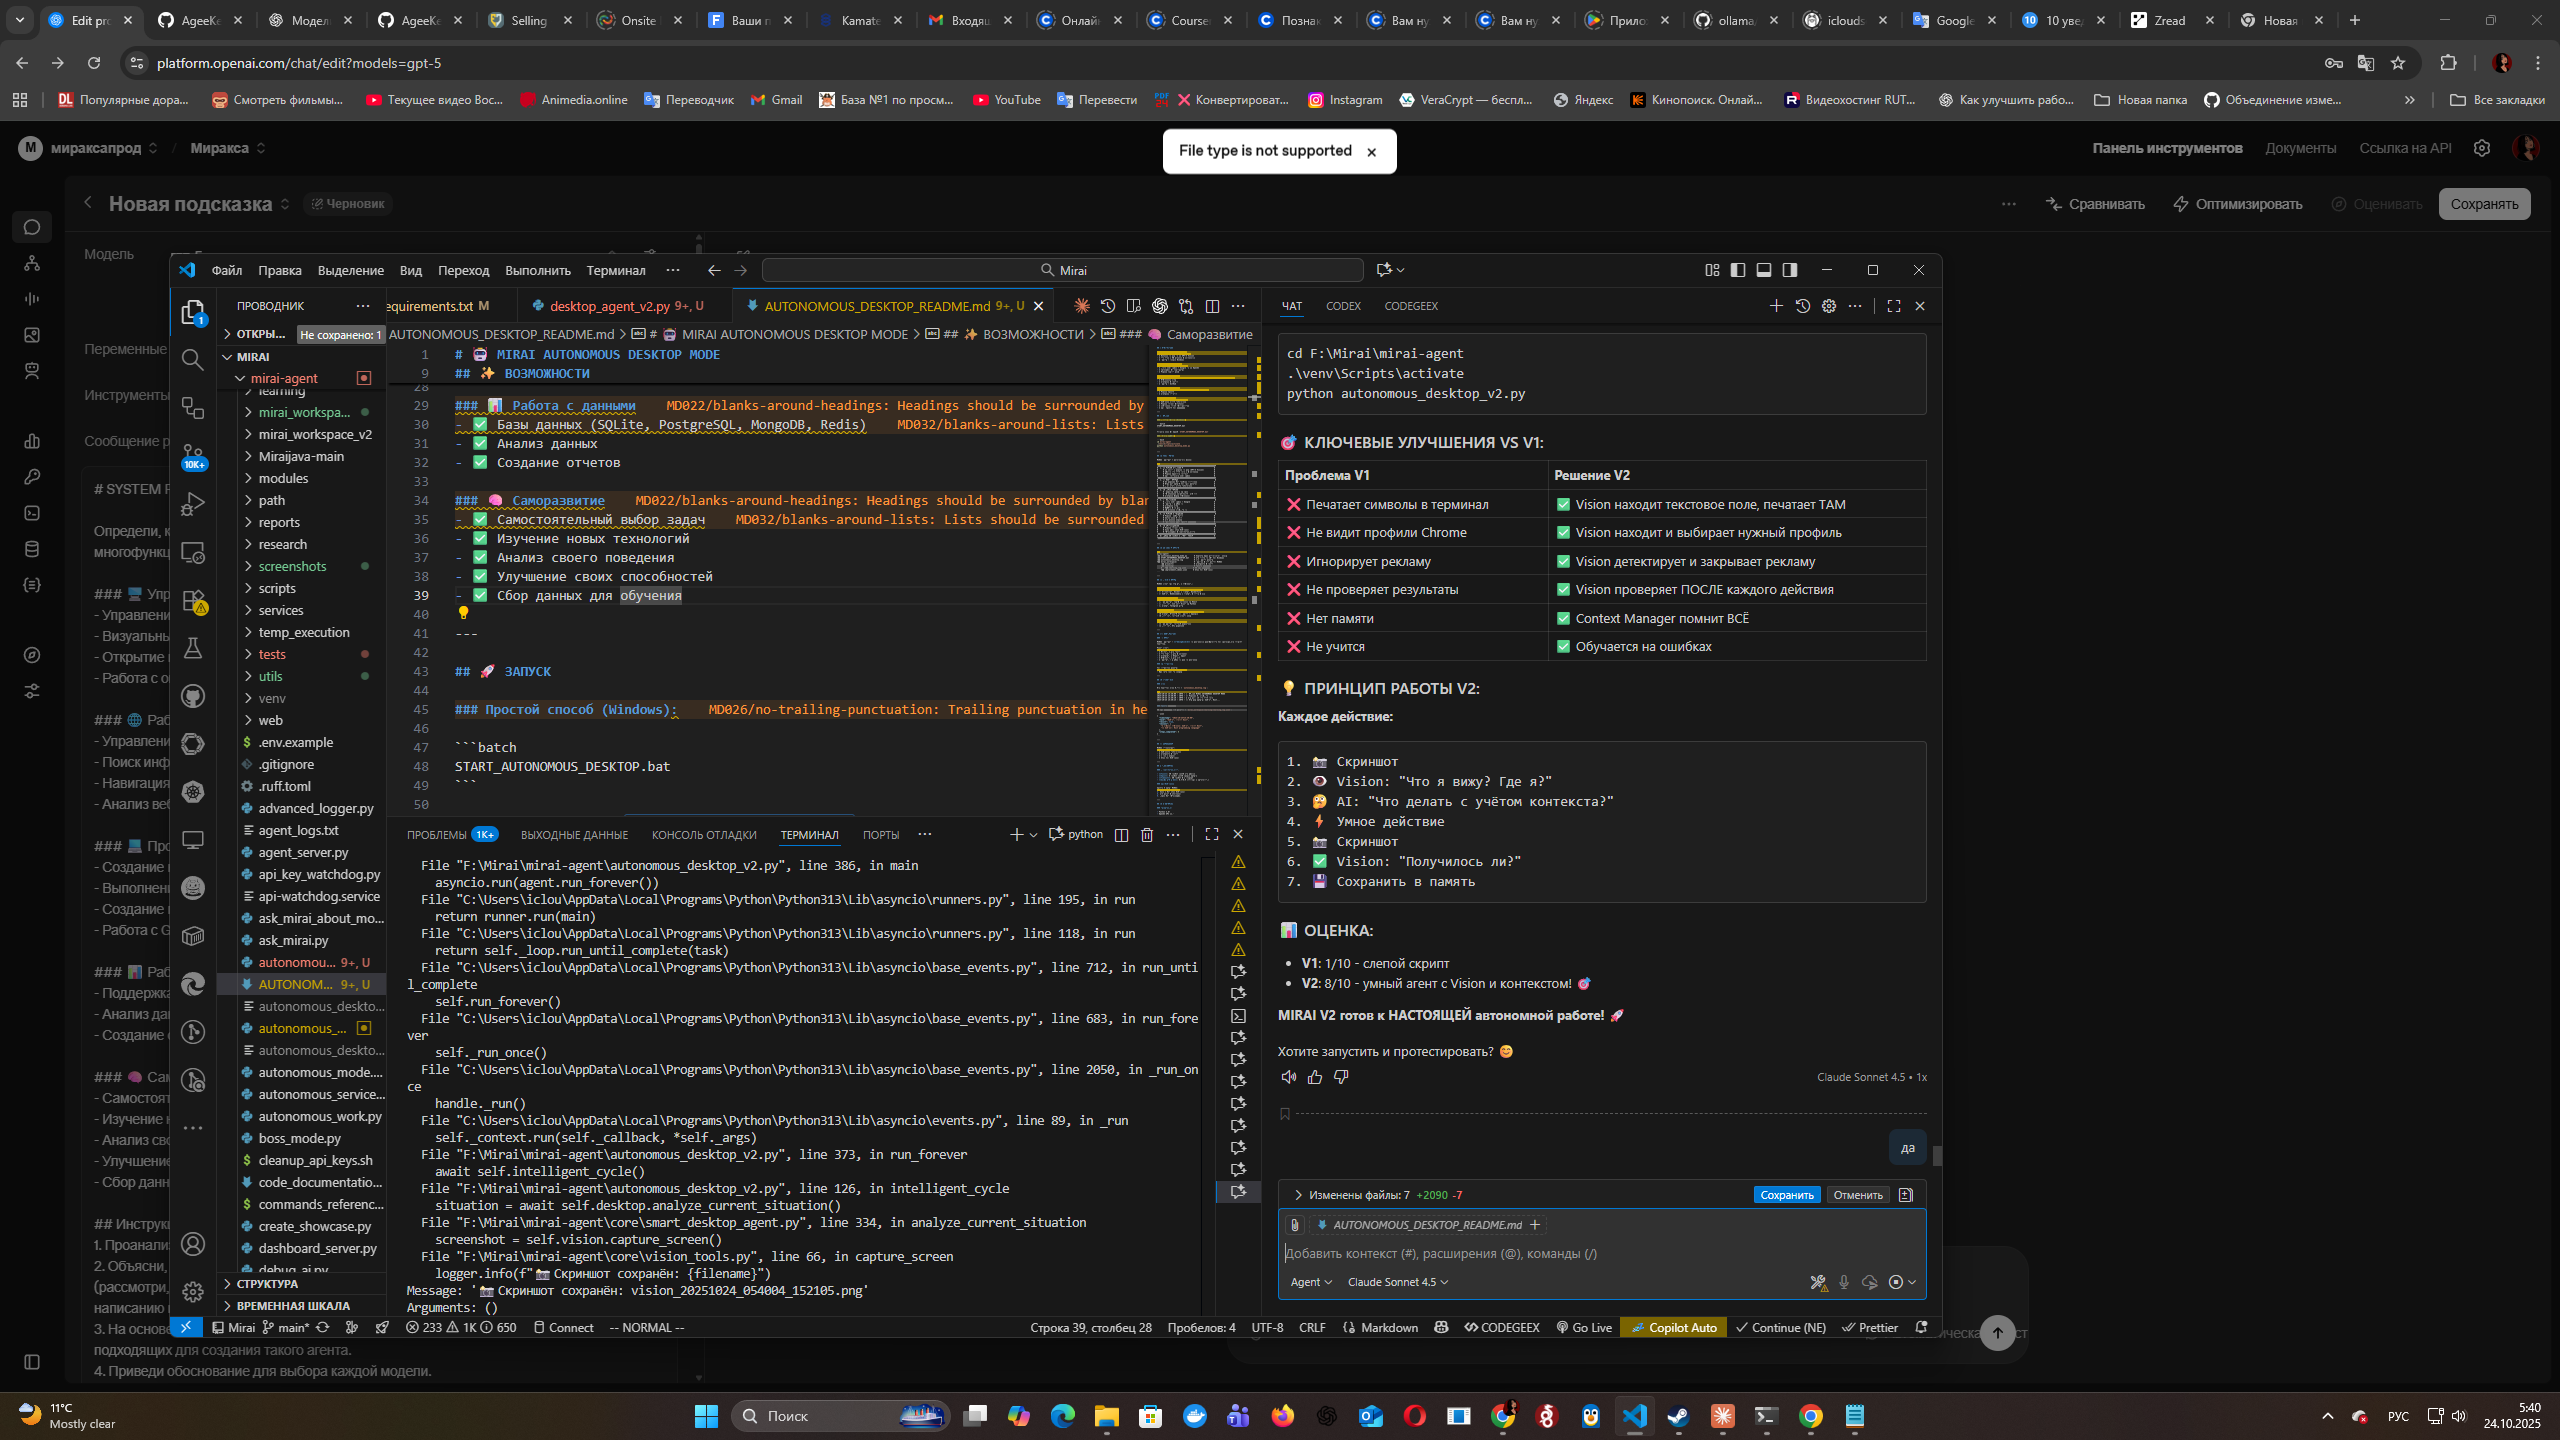 Edit pro
AgeeKe
Модел
AgeeKe
Selling
Onsite
Ваши п
Kamate
Входящ
Онлай
Course
Познак
Вам ну
Вам ну
Прило
ollama
iclouds
Google
10 уве
Zread
Новая
platform.openai.com/chat/edit?models=gpt-5
Популярные дора...
Смотреть фильмы...
Текущее видео Вос...
Animedia.online
Переводчик
Gmail
База №1 по просм...
YouTube
Перевести
Конвертироват...
Instagram
VeraCrypt — беспл...
Яндекс
Кинопоиск. Онлай...
Видеохостинг RUT...
Как улучшить рабо...
Новая папка
Объединение изме...
Все закладки
M мираксапрод / Миракса
File type is not supported
Панель инструментов Документы Ссылка на API
Новая подсказка Черновик
Сравнивать Оптимизировать Оценивать Сохранять
Модель
Переменные
Инструменты
Сообщение р
# SYSTEM F
Определи, к
многофункц
### 🖥️ Упр
- Управлени
- Визуальны
- Открытие
- Работа с о
### 🌐 Раб
- Управлени
- Поиск инф
- Навигация
- Анализ веб
### 💻 Про
- Создание
- Выполнени
- Создание
- Работа с G
### 📊 Раб
- Поддержка
- Анализ да
- Создание
### 🧠 Сам
- Самостоят
- Изучение н
- Анализ сво
- Улучшение
- Сбор данн
## Инструкц
1. Проанализ
2. Объясни,
(рассмотри,
написанию
3. На основе
подходящих для создания такого агента.
4. Приведи обоснование для выбора каждой модели.
Файл Правка Выделение Вид Переход Выполнить Терминал ... Mirai
ПРОВОДНИК
ОТКРЫ... Не сохранено: 1
MIRAI
mirai-agent
learning
mirai_workspa...
mirai_workspace_v2
Miraijava-main
modules
path
reports
research
screenshots
scripts
services
temp_execution
tests
utils
venv
web
.env.example
.gitignore
.ruff.toml
advanced_logger.py
agent_logs.txt
agent_server.py
api_key_watchdog.py
api-watchdog.service
ask_mirai_about_mo...
ask_mirai.py
autonomou... 9+, U
AUTONOM... 9+, U
autonomous_deskto...
autonomous_...
autonomous_deskto...
autonomous_mode....
autonomous_service...
autonomous_work.py
boss_mode.py
cleanup_api_keys.sh
code_documentatio...
commands_referenc...
create_showcase.py
dashboard_server.py
debug_ai.py
СТРУКТУРА
ВРЕМЕННАЯ ШКАЛА
1
10K+
equirements.txt M
desktop_agent_v2.py 9+, U
AUTONOMOUS_DESKTOP_README.md 9+, U
AUTONOMOUS_DESKTOP_README.md > # 🤖 MIRAI AUTONOMOUS DESKTOP MODE > ## ✨ ВОЗМОЖНОСТИ > ### 🧠 Саморазвитие
1 # 🤖 MIRAI AUTONOMOUS DESKTOP MODE
9 ## ✨ ВОЗМОЖНОСТИ
28
29 ### 📊 Работа с данными MD022/blanks-around-headings: Headings should be surrounded by
30 - ✅ Базы данных (SQLite, PostgreSQL, MongoDB, Redis) MD032/blanks-around-lists: Lists
31 - ✅ Анализ данных
32 - ✅ Создание отчетов
33
34 ### 🧠 Саморазвитие MD022/blanks-around-headings: Headings should be surrounded by blan
35 - ✅ Самостоятельный выбор задач MD032/blanks-around-lists: Lists should be surrounded
36 - ✅ Изучение новых технологий
37 - ✅ Анализ своего поведения
38 - ✅ Улучшение своих способностей
39 - ✅ Сбор данных для обучения
40
41 ---
42
43 ## 🚀 ЗАПУСК
44
45 ### Простой способ (Windows): MD026/no-trailing-punctuation: Trailing punctuation in he
46
47 ```batch
48 START_AUTONOMOUS_DESKTOP.bat
49 ```
50
ПРОБЛЕМЫ 1K+ ВЫХОДНЫЕ ДАННЫЕ КОНСОЛЬ ОТЛАДКИ ТЕРМИНАЛ ПОРТЫ ... python
File "F:\Mirai\mirai-agent\autonomous_desktop_v2.py", line 386, in main
asyncio.run(agent.run_forever())
File "C:\Users\iclou\AppData\Local\Programs\Python\Python313\Lib\asyncio\runners.py", line 195, in run
return runner.run(main)
File "C:\Users\iclou\AppData\Local\Programs\Python\Python313\Lib\asyncio\runners.py", line 118, in run
return self._loop.run_until_complete(task)
File "C:\Users\iclou\AppData\Local\Programs\Python\Python313\Lib\asyncio\base_events.py", line 712, in run_unti
l_complete
self.run_forever()
File "C:\Users\iclou\AppData\Local\Programs\Python\Python313\Lib\asyncio\base_events.py", line 683, in run_fore
ver
self._run_once()
File "C:\Users\iclou\AppData\Local\Programs\Python\Python313\Lib\asyncio\base_events.py", line 2050, in _run_on
ce
handle._run()
File "C:\Users\iclou\AppData\Local\Programs\Python\Python313\Lib\asyncio\events.py", line 89, in _run
self._context.run(self._callback, *self._args)
File "F:\Mirai\mirai-agent\autonomous_desktop_v2.py", line 373, in run_forever
await self.intelligent_cycle()
File "F:\Mirai\mirai-agent\autonomous_desktop_v2.py", line 126, in intelligent_cycle
situation = await self.desktop.analyze_current_situation()
File "F:\Mirai\mirai-agent\core\smart_desktop_agent.py", line 334, in analyze_current_situation
screenshot = self.vision.capture_screen()
File "F:\Mirai\mirai-agent\core\vision_tools.py", line 66, in capture_screen
logger.info(f"📸 Скриншот сохранён: {filename}")
Message: '📸 Скриншот сохранён: vision_20251024_054004_152105.png'
Arguments: ()
ЧАТ CODEX CODEGEEX
cd F:\Mirai\mirai-agent
.\venv\Scripts\activate
python autonomous_desktop_v2.py
🎯 КЛЮЧЕВЫЕ УЛУЧШЕНИЯ VS V1:
Проблема V1 Решение V2
❌ Печатает символы в терминал ✅ Vision находит текстовое поле, печатает ТАМ
❌ Не видит профили Chrome ✅ Vision находит и выбирает нужный профиль
❌ Игнорирует рекламу ✅ Vision детектирует и закрывает рекламу
❌ Не проверяет результаты ✅ Vision проверяет ПОСЛЕ каждого действия
❌ Нет памяти ✅ Context Manager помнит ВСЁ
❌ Не учится ✅ Обучается на ошибках
💡 ПРИНЦИП РАБОТЫ V2:
Каждое действие:
1. 📸 Скриншот
2. 👁️ Vision: "Что я вижу? Где я?"
3. 🤔 AI: "Что делать с учётом контекста?"
4. ⚡ Умное действие
5. 📸 Скриншот
6. ✅ Vision: "Получилось ли?"
7. 💾 Сохранить в память
📊 ОЦЕНКА:
• V1: 1/10 - слепой скрипт
• V2: 8/10 - умный агент с Vision и контекстом! 🎯
MIRAI V2 готов к НАСТОЯЩЕЙ автономной работе! 🚀
Хотите запустить и протестировать? 😊
Claude Sonnet 4.5 • 1x
да
Изменены файлы: 7 +2090 -7 Сохранить Отменить
AUTONOMOUS_DESKTOP_README.md +
Добавить контекст (#), расширения (@), команды (/)
Agent Claude Sonnet 4.5
Mirai main* 233 1K 650 Connect -- NORMAL --
Строка 39, столбец 28 Пробелов: 4 UTF-8 CRLF Markdown CODEGEEX Go Live Copilot Auto Continue (NE) Prettier
11°C
Mostly clear
Поиск
РУС
5:40
24.10.2025